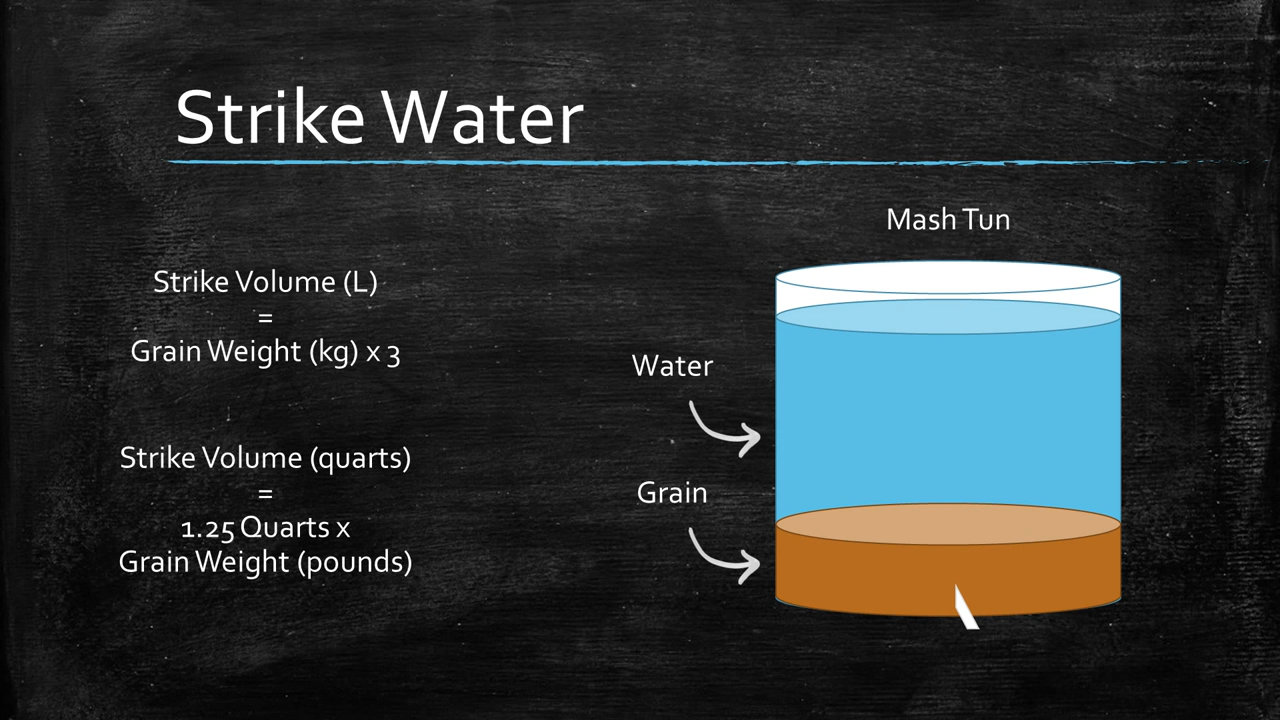 Strike Water
Mash Tun
Strike Volume (L)
=
Grain Weight (kg) x 3
Water
Strike Volume (quarts)
=
1.25 Quarts x
Grain Weight (pounds)
Grain